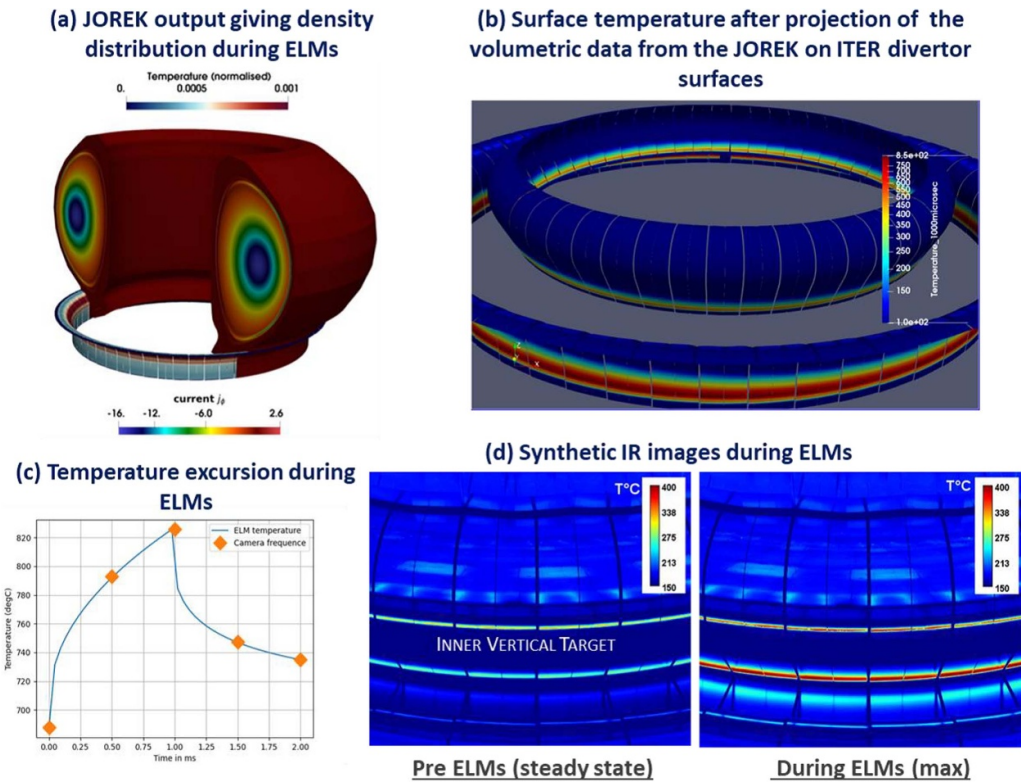 (a) JOREK output giving density
distribution during ELMs
Temperature (normalised)
0. 0.0005 0.001
current jϕ
-16. -12. -6.0 2.6
(b) Surface temperature after projection of the
volumetric data from the JOREK on ITER divertor
surfaces
8.5e+02
750
650
500
450
400
350
300
250
200
150
1.0e+02
Temperature_1000microsec
z
Y
x
(c) Temperature excursion during
ELMs
ELM temperature
Camera frequence
820
800
780
760
740
720
700
Temperature (degC)
0.00 0.25 0.50 0.75 1.00 1.25 1.50 1.75 2.00
Time in ms
(d) Synthetic IR images during ELMs
T°C
400
338
275
213
150
INNER VERTICAL TARGET
Pre ELMs (steady state)
T°C
400
338
275
213
150
During ELMs (max)